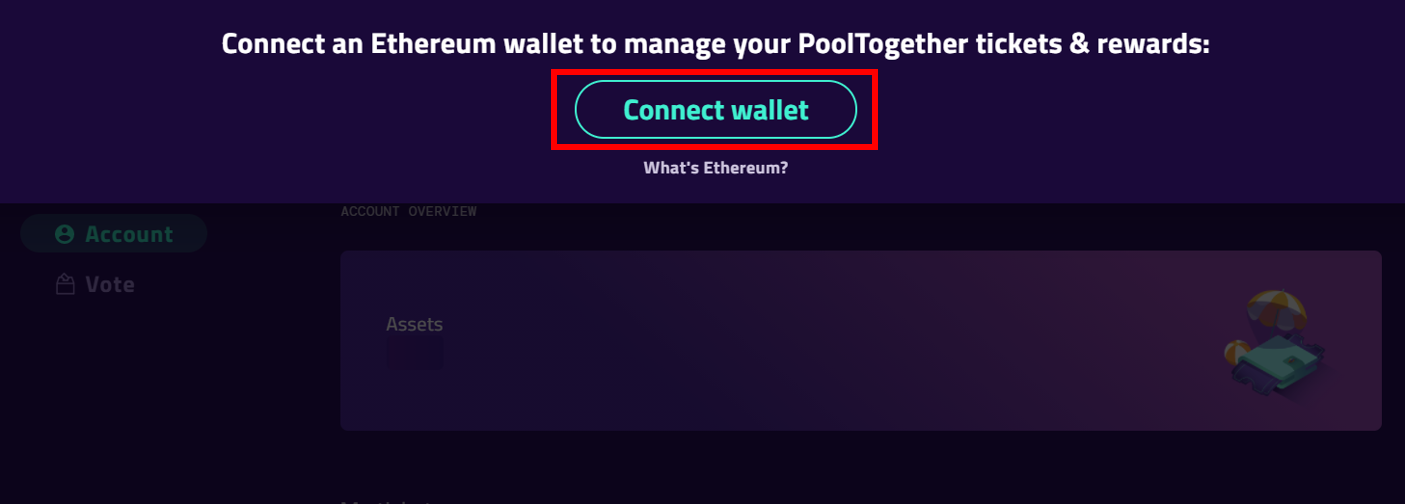 Connect an Ethereum wallet to manage your PoolTogether tickets & rewards:
Connect wallet
What's Ethereum?
ACCOUNT OVERVIEW
Account
Vote
Assets